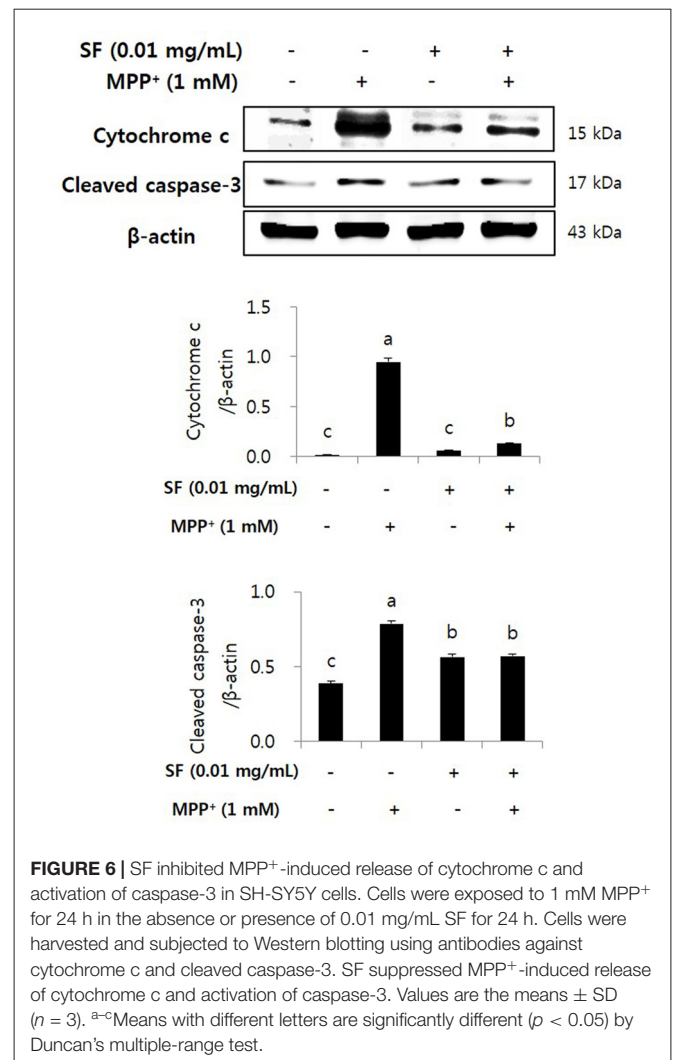 SF (0.01 mg/mL) - - + +
MPP⁺ (1 mM) - + - +
Cytochrome c 15 kDa
Cleaved caspase-3 17 kDa
β-actin 43 kDa
Cytochrome c
/β-actin
1.5
1.0
0.5
0.0
c a c b
SF (0.01 mg/mL) - - + +
MPP⁺ (1 mM) - + - +
Cleaved caspase-3
/β-actin
1.0
0.5
0.0
c a b b
SF (0.01 mg/mL) - - + +
MPP⁺ (1 mM) - + - +
FIGURE 6 | SF inhibited MPP⁺-induced release of cytochrome c and
activation of caspase-3 in SH-SY5Y cells. Cells were exposed to 1 mM MPP⁺
for 24 h in the absence or presence of 0.01 mg/mL SF for 24 h. Cells were
harvested and subjected to Western blotting using antibodies against
cytochrome c and cleaved caspase-3. SF suppressed MPP⁺-induced release
of cytochrome c and activation of caspase-3. Values are the means ± SD
(n = 3). ᵃ⁻ᶜMeans with different letters are significantly different (p < 0.05) by
Duncan's multiple-range test.